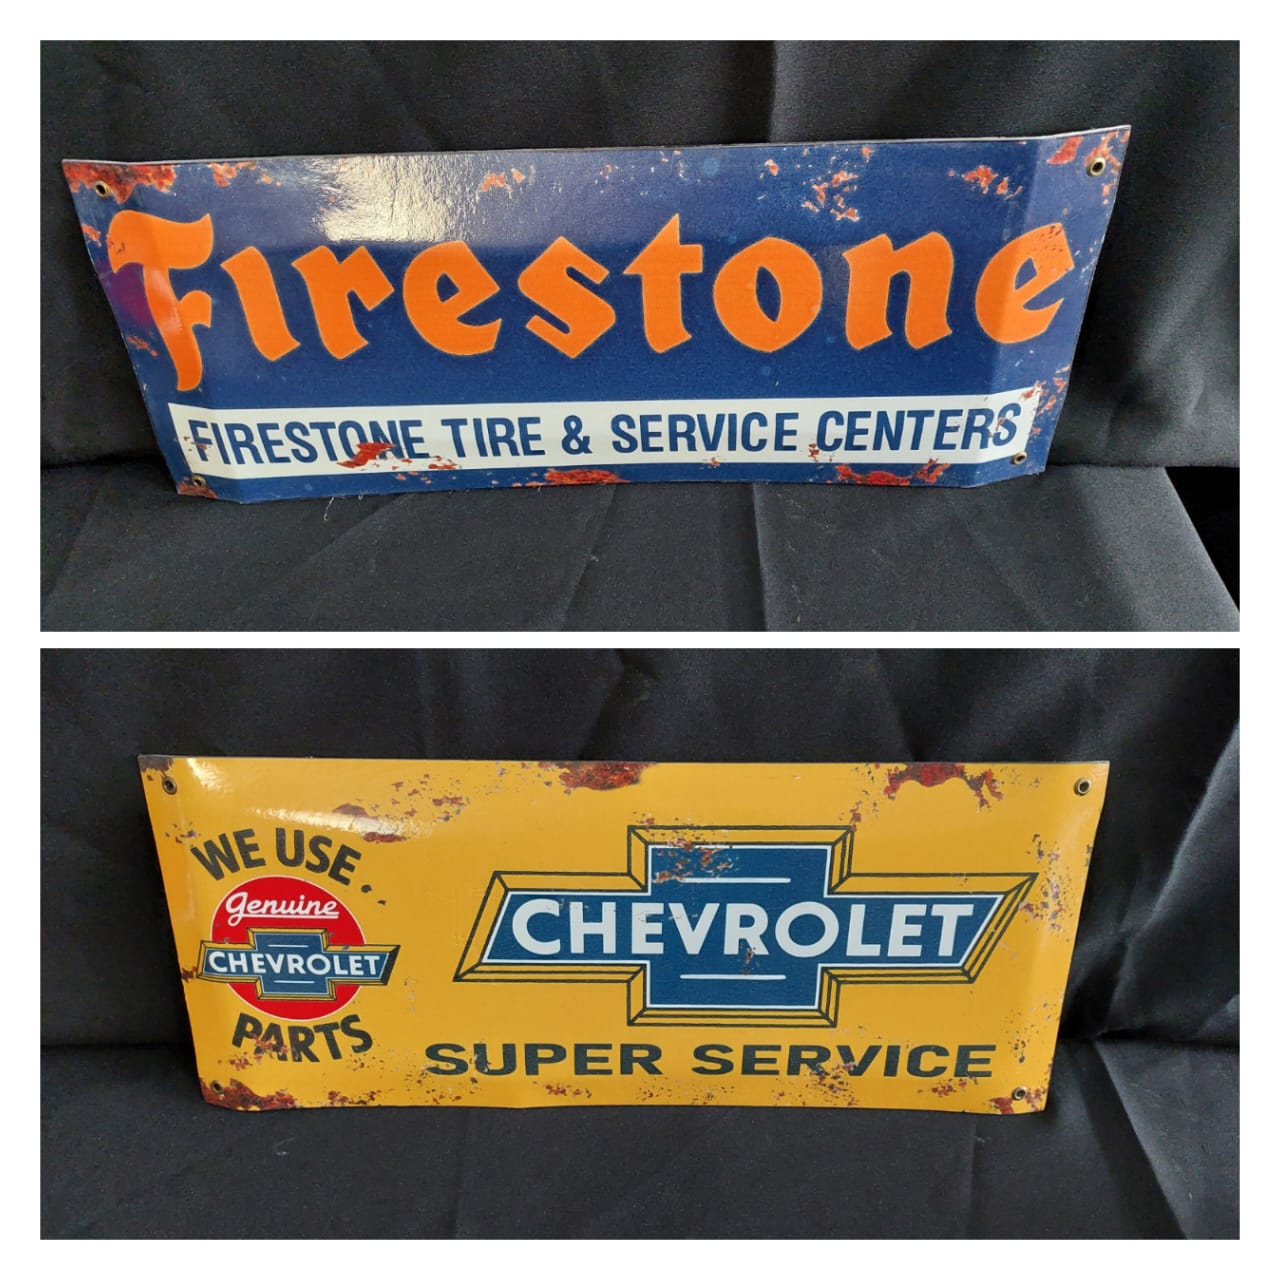 Firestone
FIRESTONE TIRE & SERVICE CENTERS
WE USE
Genuine
CHEVROLET
PARTS
CHEVROLET
SUPER SERVICE